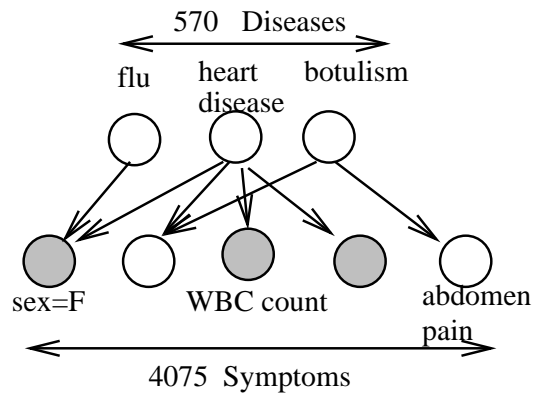 570 Diseases
flu
heart
disease
botulism
sex=F
WBC count
abdomen
pain
4075 Symptoms